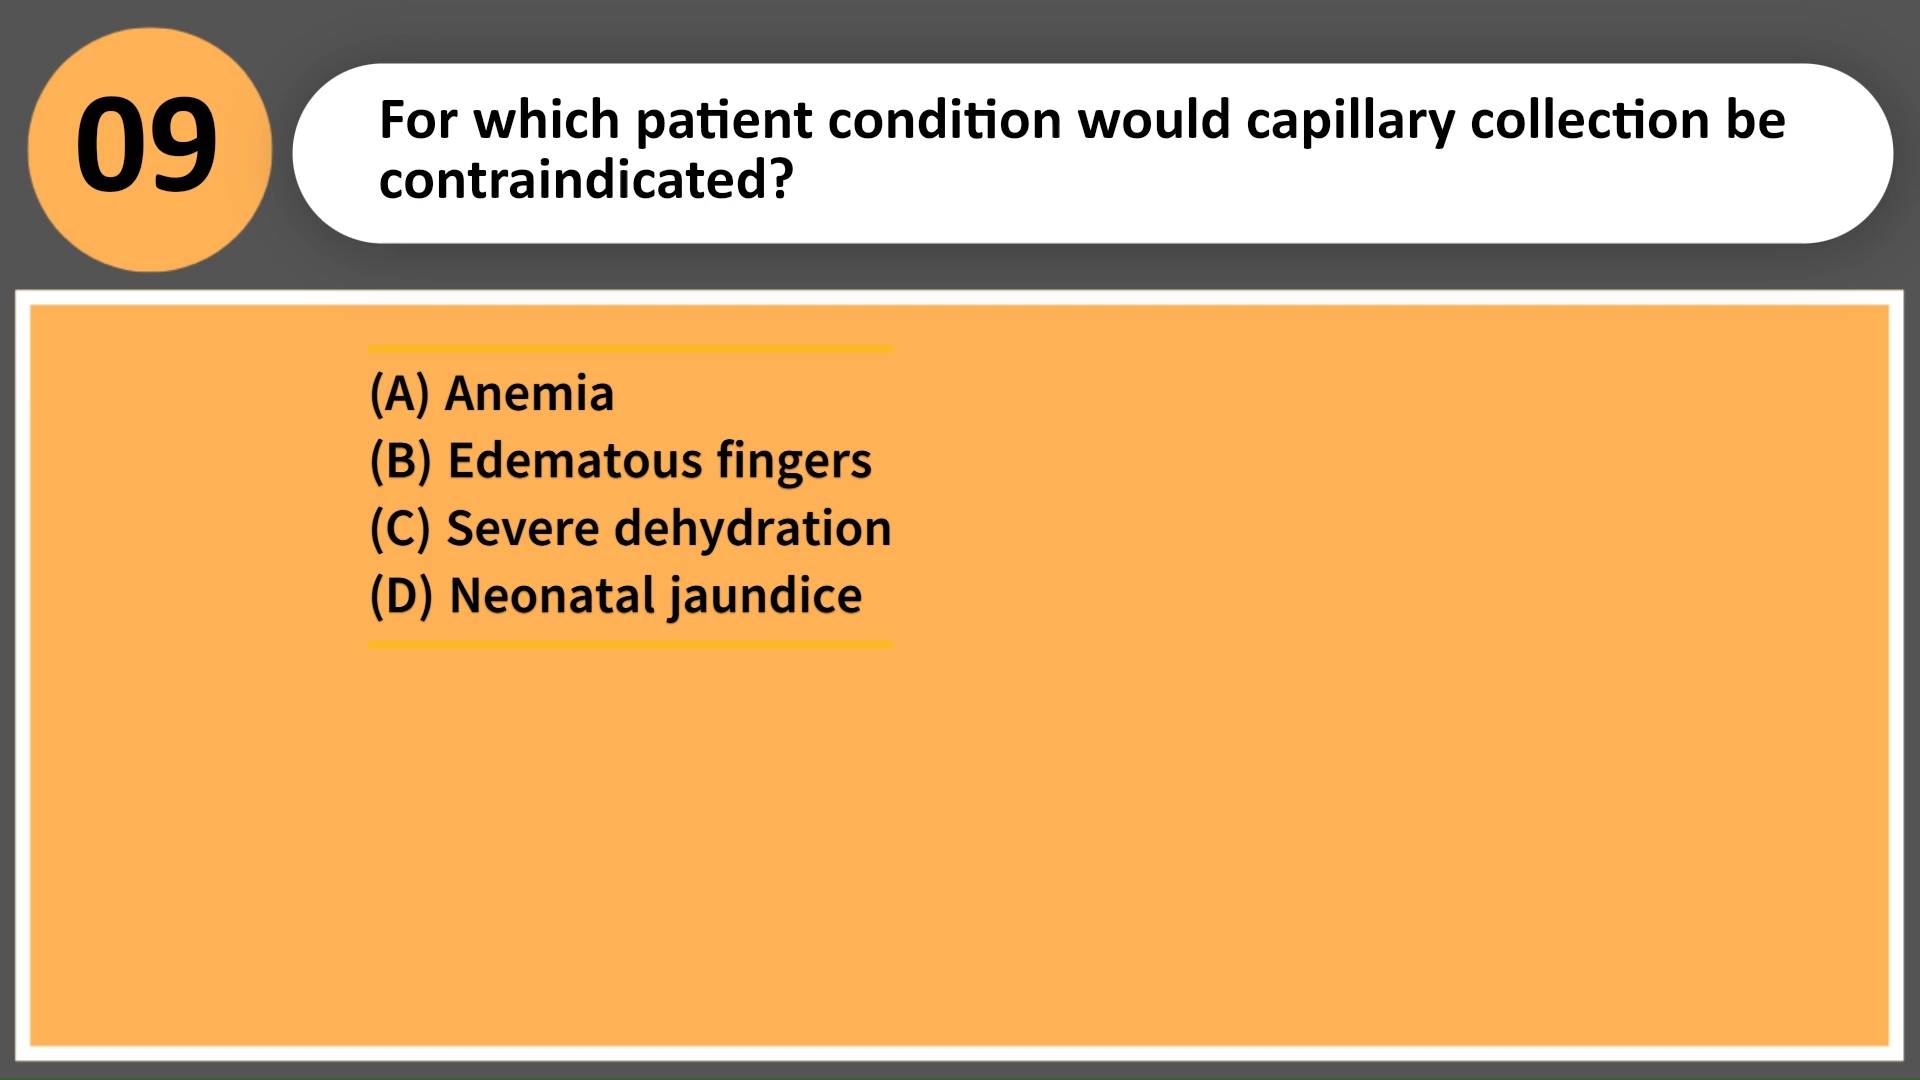 09
For which patient condition would capillary collection be
contraindicated?
(A) Anemia
(B) Edematous fingers
(C) Severe dehydration
(D) Neonatal jaundice